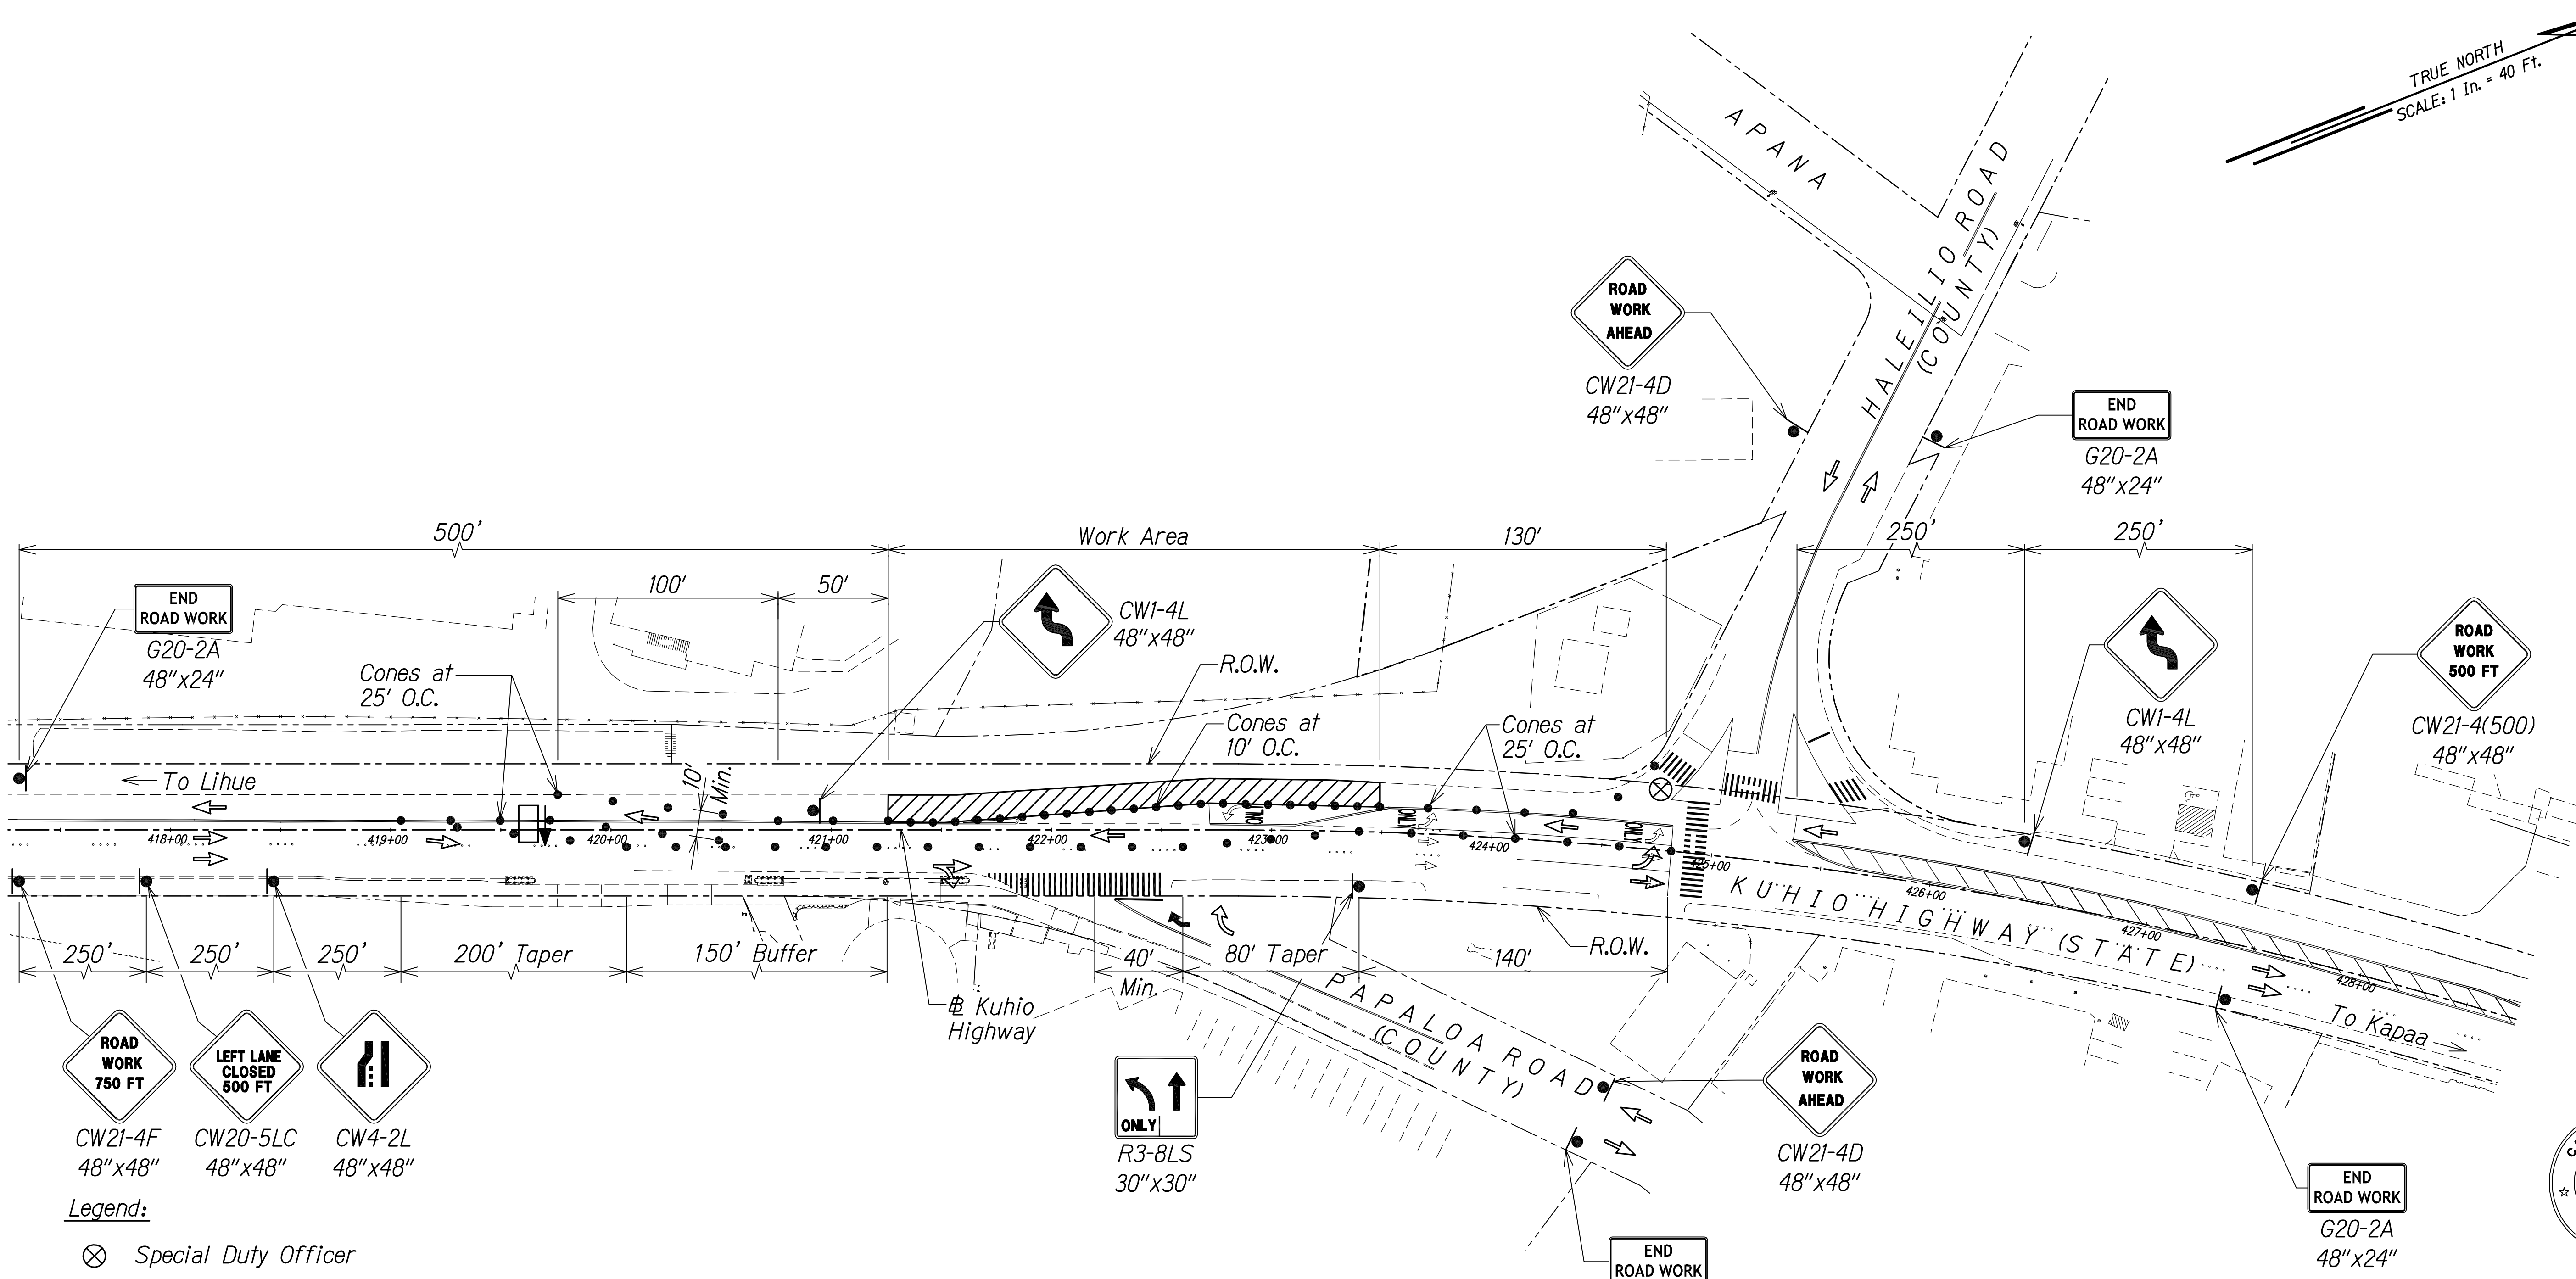 TRUE NORTH
SCALE: 1 In. = 40 Ft.
APANA
HALEILIO ROAD
(COUNTY)
ROAD
WORK
AHEAD
CW21-4D
48"x48"
END
ROAD WORK
G20-2A
48"x24"
500'
Work Area
130'
250'
250'
100'
50'
END
ROAD WORK
G20-2A
48"x24"
Cones at
25' O.C.
CW1-4L
48"x48"
R.O.W.
Cones at
10' O.C.
Cones at
25' O.C.
CW1-4L
48"x48"
ROAD
WORK
500 FT
CW21-4(500)
48"x48"
To Lihue
10'
Min.
ONLY
ONLY
ONLY
418+00
419+00
420+00
421+00
422+00
423+00
424+00
425+00
426+00
427+00
428+00
KUHIO HIGHWAY (STATE)
To Kapaa
250'
250'
250'
200' Taper
150' Buffer
40'
Min.
80' Taper
140'
R.O.W.
℄ Kuhio
Highway
PAPALOA ROAD
(COUNTY)
ROAD
WORK
750 FT
CW21-4F
48"x48"
LEFT LANE
CLOSED
500 FT
CW20-5LC
48"x48"
CW4-2L
48"x48"
ONLY
R3-8LS
30"x30"
ROAD
WORK
AHEAD
CW21-4D
48"x48"
END
ROAD WORK
G20-2A
48"x24"
END
ROAD WORK
Legend:
Special Duty Officer